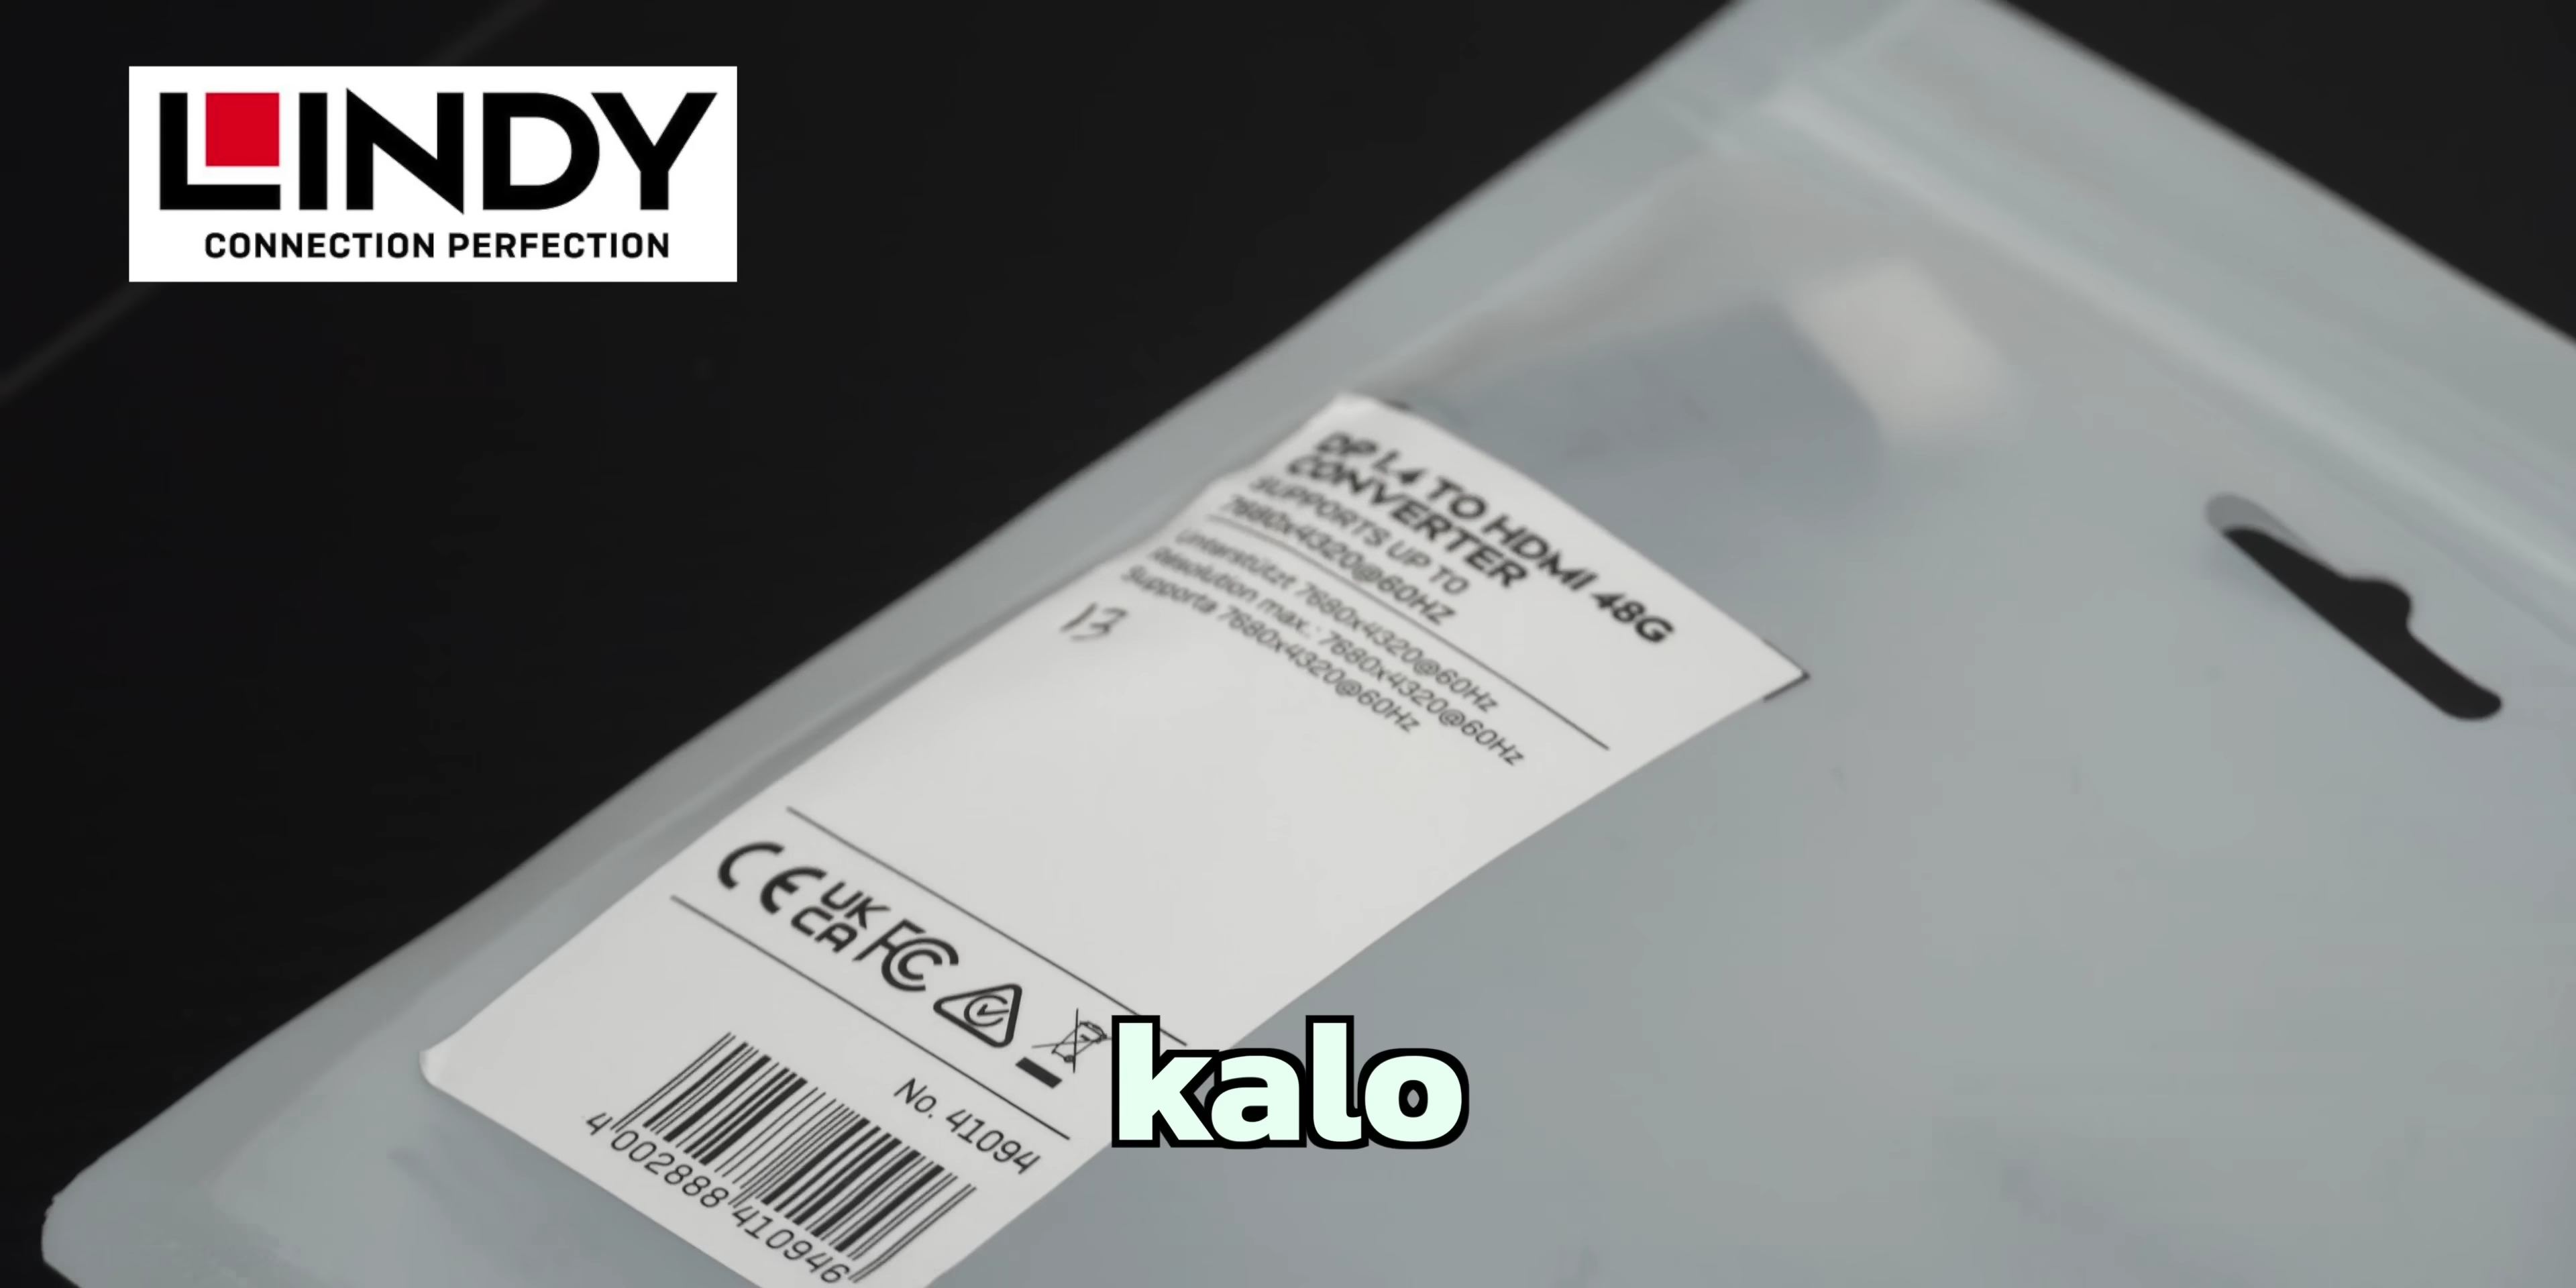 LINDY
CONNECTION PERFECTION
DP 1.4 TO HDMI 48G
CONVERTER
SUPPORTS UP TO
7680x4320@60HZ
Unterstützt 7680x4320@60Hz
Résolution max.: 7680x4320@60Hz
Supporta 7680x4320@60Hz
13
CE UK CA FC
No. 41094
4 002888 410946
kalo